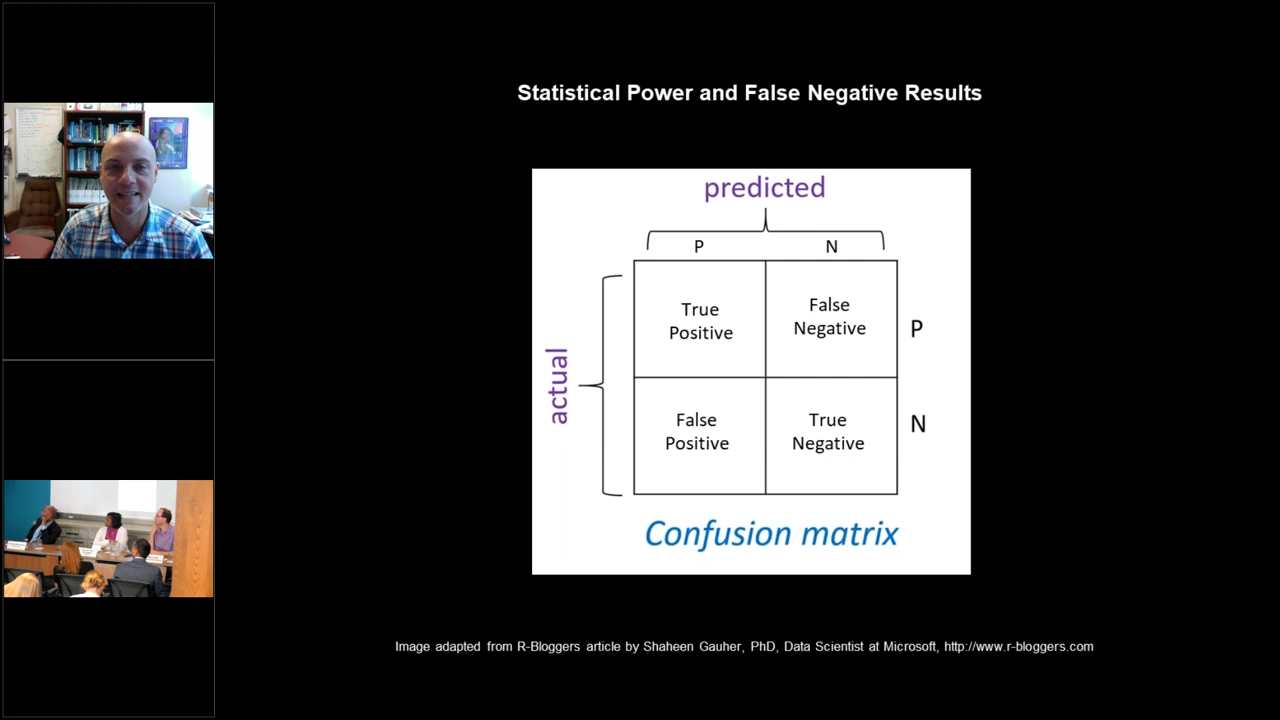 Statistical Power and False Negative Results
predicted
P N
True
Positive
False
Negative
P
actual
False
Positive
True
Negative
N
Confusion matrix
Image adapted from R-Bloggers article by Shaheen Gauher, PhD, Data Scientist at Microsoft, http://www.r-bloggers.com